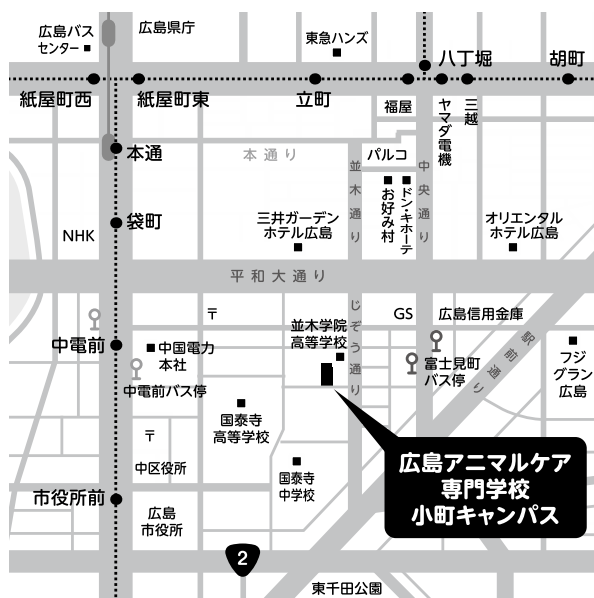 広島バス
センター
広島県庁
東急ハンズ
八丁堀
胡町
紙屋町西
紙屋町東
立町
福屋
ヤマダ電機
三越
本通
本通り
パルコ
並木通り
中央通り
お好み村
ドン・キホーテ
袋町
NHK
三井ガーデン
ホテル広島
オリエンタル
ホテル広島
平和大通り
〒
じぞう通り
GS
広島信用金庫
並木学院
高等学校
駅前通り
中電前
中国電力
本社
中電前バス停
富士見町
バス停
フジ
グラン
広島
国泰寺
高等学校
〒
中区役所
国泰寺
中学校
広島アニマルケア
専門学校
小町キャンパス
市役所前
広島
市役所
2
東千田公園